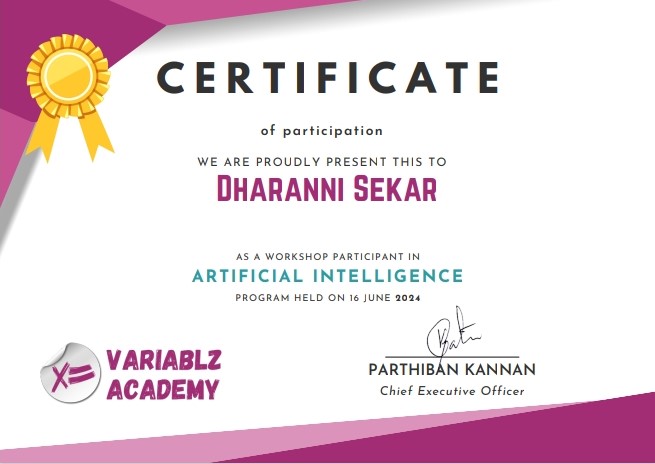 CERTIFICATE
of participation
WE ARE PROUDLY PRESENT THIS TO
DHARANNI SEKAR
AS A WORKSHOP PARTICIPANT IN
ARTIFICIAL INTELLIGENCE
PROGRAM HELD ON 16 JUNE 2024
X=
VARIABLZ
ACADEMY
PARTHIBAN KANNAN
Chief Executive Officer